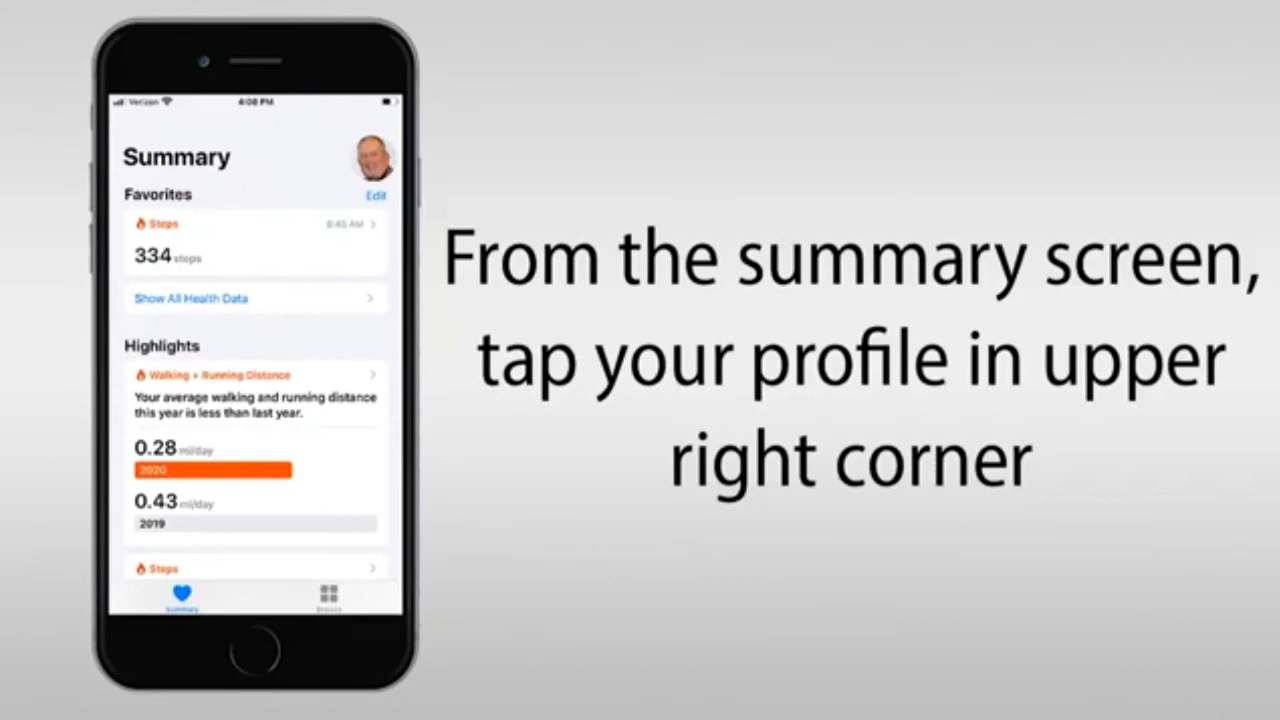 Verizon 4:08 PM
Summary
Favorites Edit
Steps 8:45 AM
334 steps
Show All Health Data
Highlights
Walking + Running Distance
Your average walking and running distance
this year is less than last year.
0.28 mi/day
2020
0.43 mi/day
2019
Steps
Summary Browse
From the summary screen,
tap your profile in upper
right corner